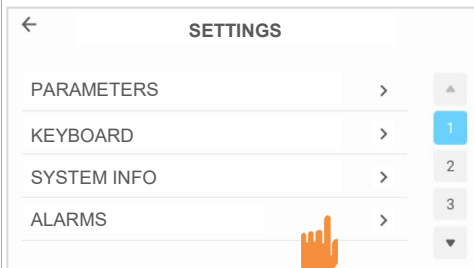 SETTINGS
PARAMETERS
KEYBOARD
SYSTEM INFO
ALARMS
1
2
3